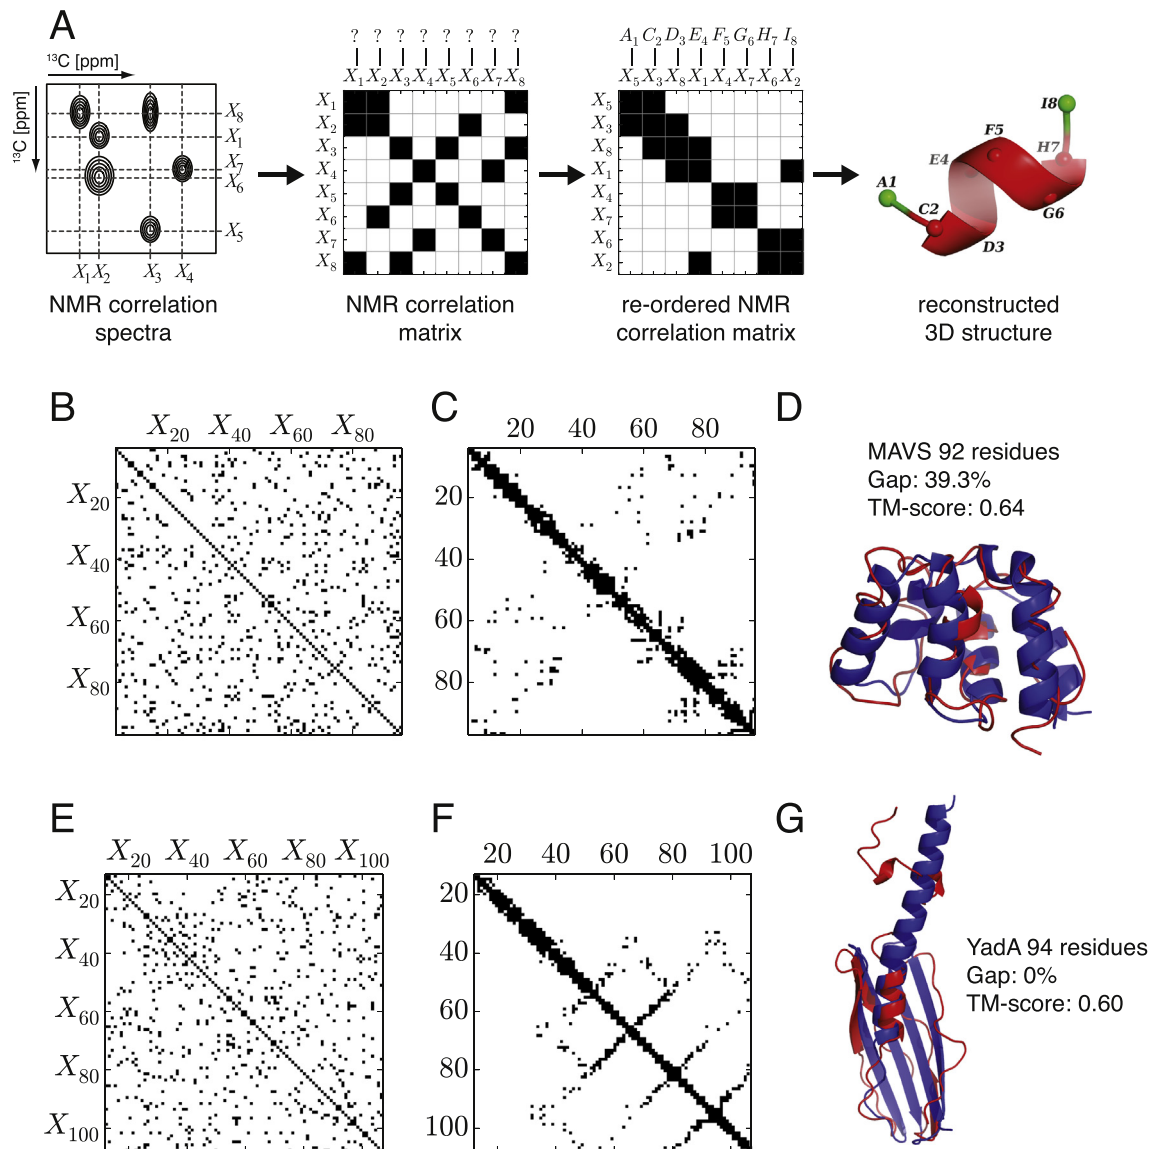 A
¹³C [ppm]
¹³C [ppm]
X₈
X₁
X₇
X₆
X₅
X₁ X₂ X₃ X₄
NMR correlation
spectra
? ? ? ? ? ? ? ?
X₁ X₂ X₃ X₄ X₅ X₆ X₇ X₈
X₁
X₂
X₃
X₄
X₅
X₆
X₇
X₈
NMR correlation
matrix
A₁ C₂ D₃ E₄ F₅ G₆ H₇ I₈
X₅ X₃ X₈ X₁ X₄ X₇ X₆ X₂
X₅
X₃
X₈
X₁
X₄
X₇
X₆
X₂
re-ordered NMR
correlation matrix
I8
F5
H7
E4
A1
C2
G6
D3
reconstructed
3D structure
B
X₂₀ X₄₀ X₆₀ X₈₀
X₂₀
X₄₀
X₆₀
X₈₀
C
20 40 60 80
20
40
60
80
D
MAVS 92 residues
Gap: 39.3%
TM-score: 0.64
E
X₂₀ X₄₀ X₆₀ X₈₀ X₁₀₀
X₂₀
X₄₀
X₆₀
X₈₀
X₁₀₀
F
20 40 60 80 100
20
40
60
80
100
G
YadA 94 residues
Gap: 0%
TM-score: 0.60